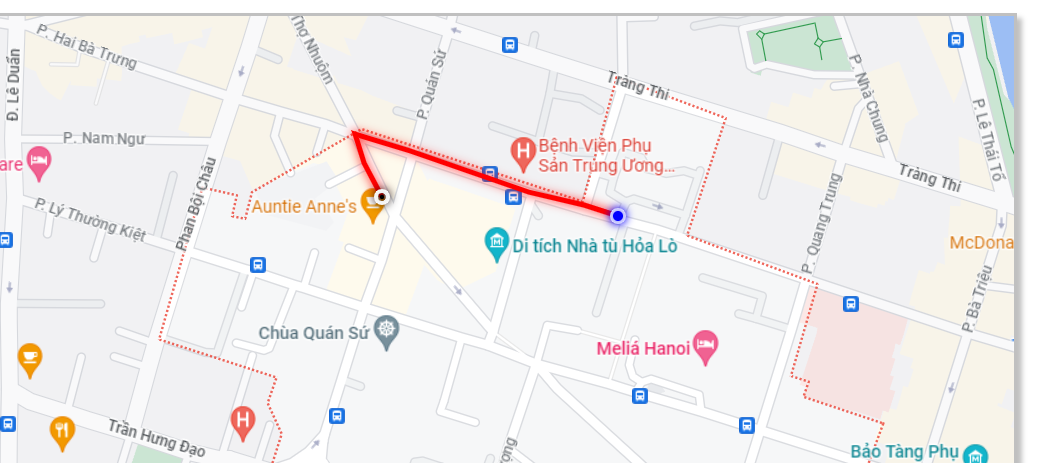 P. Hai Bà Trưng
Thợ Nhuộm
Đ. Lê Duẩn
P. Quán Sứ
Tràng Thi
P. Nhà Chung
P. Lê Thái Tổ
P. Nam Ngư
are
Bệnh Viện Phụ
Sản Trung Ương...
Tràng Thi
Phan Bội Châu
P. Lý Thường Kiệt
Auntie Anne's
P. Quang Trung
McDona
Di tích Nhà tù Hỏa Lò
P. Bà Triệu
Chùa Quán Sứ
Meliá Hanoi
Trần Hưng Đạo
ong
Bảo Tàng Phụ